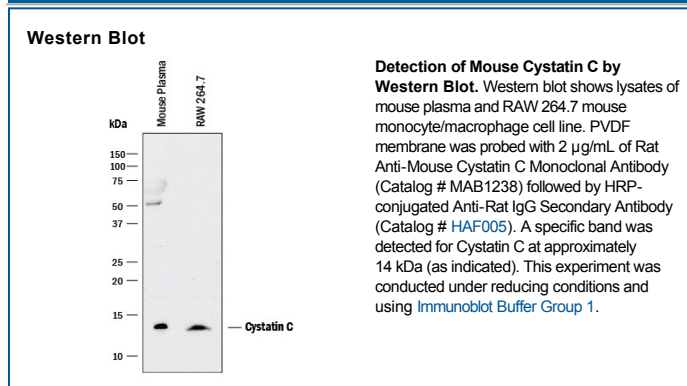 Western Blot
Mouse Plasma
RAW 264.7
kDa
150
100
75
50
37
25
20
15
10
Cystatin C
Detection of Mouse Cystatin C by
Western Blot. Western blot shows lysates of
mouse plasma and RAW 264.7 mouse
monocyte/macrophage cell line. PVDF
membrane was probed with 2 µg/mL of Rat
Anti-Mouse Cystatin C Monoclonal Antibody
(Catalog # MAB1238) followed by HRP-
conjugated Anti-Rat IgG Secondary Antibody
(Catalog # HAF005). A specific band was
detected for Cystatin C at approximately
14 kDa (as indicated). This experiment was
conducted under reducing conditions and
using Immunoblot Buffer Group 1.